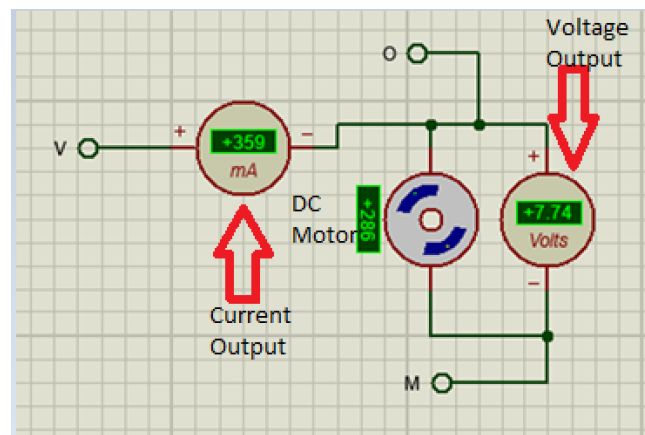 Voltage
Output
O
+
+359
−
mA
V
+
DC
Motor
+286
+7.74
Volts
−
Current
Output
M